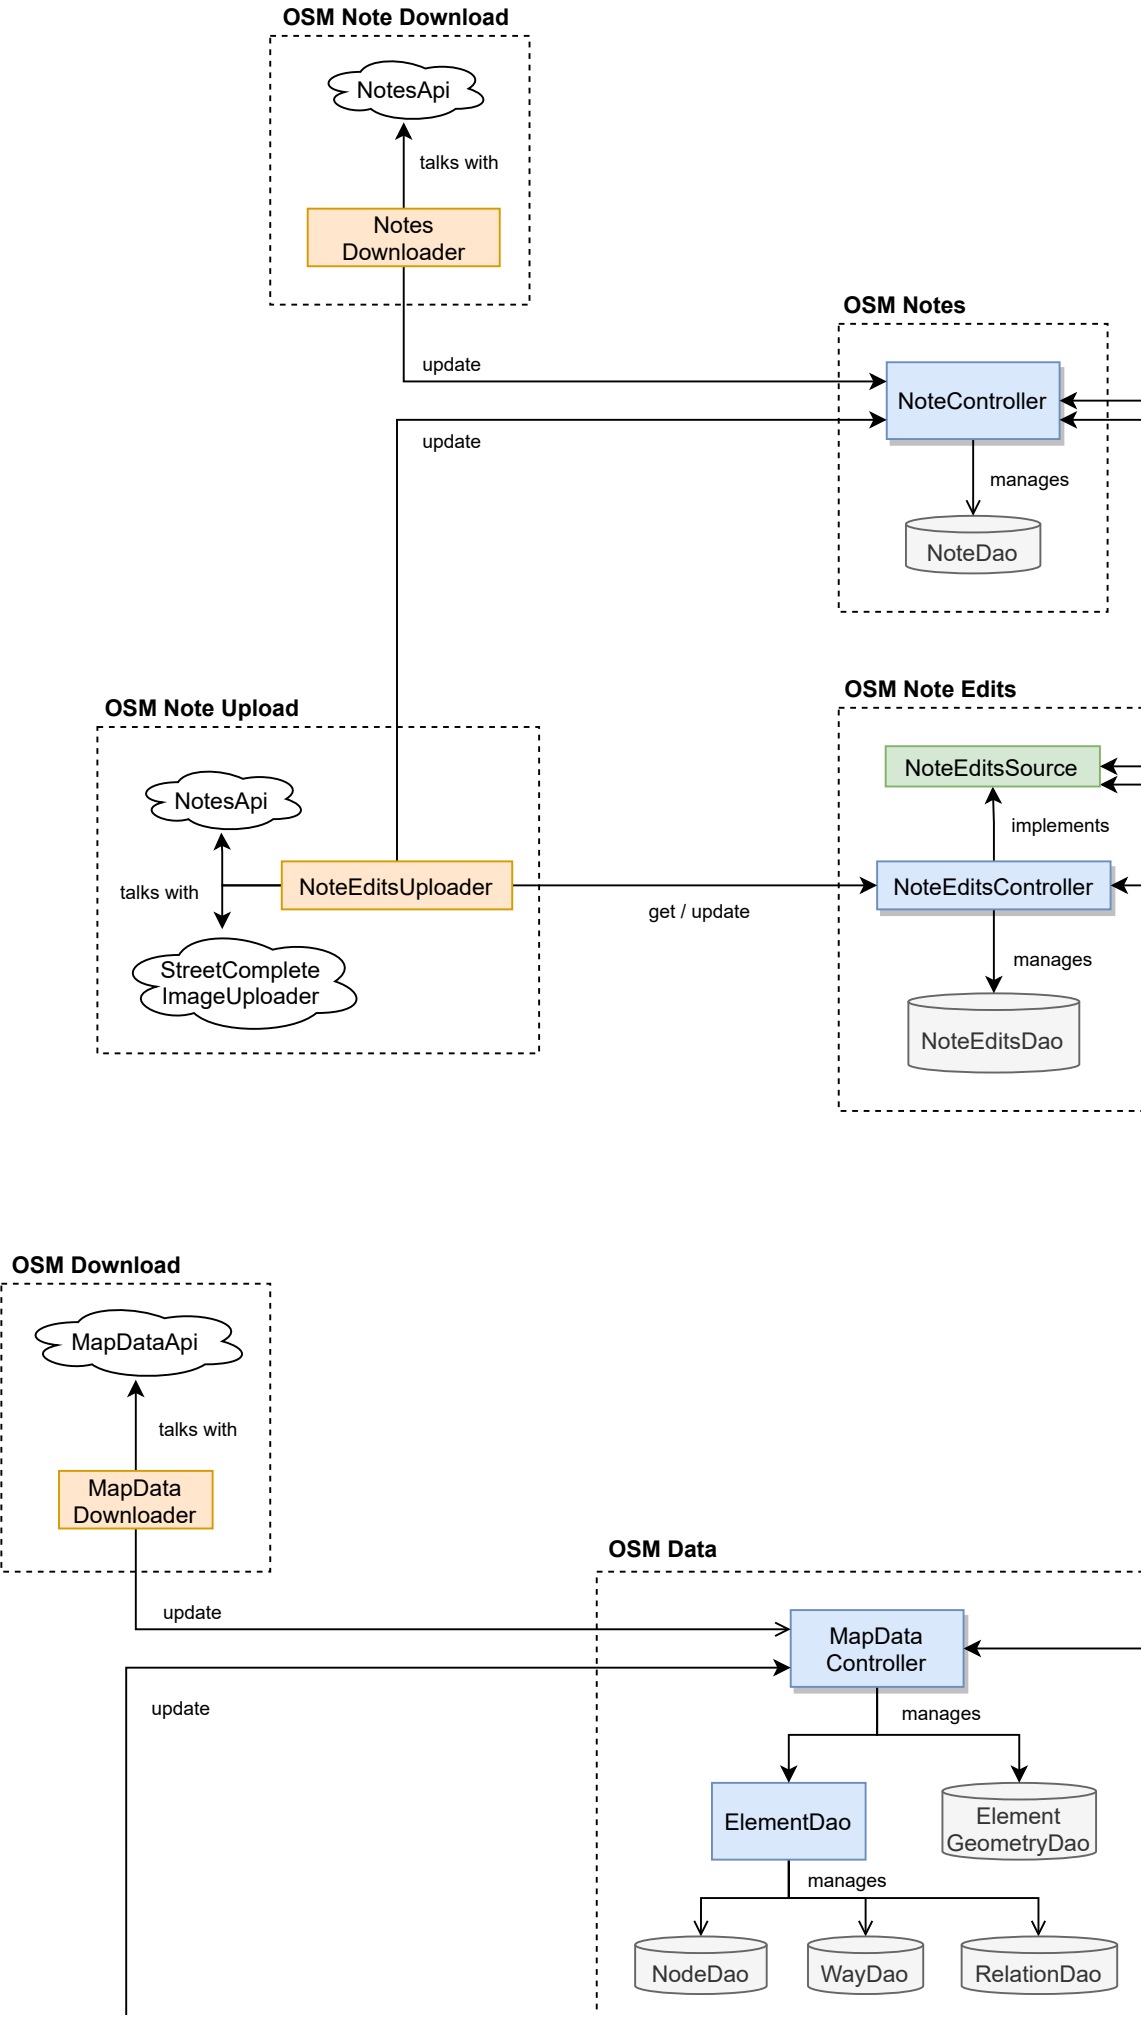 OSM Note Download
NotesApi
talks with
Notes
Downloader
update
OSM Notes
NoteController
update
manages
NoteDao
OSM Note Edits
NoteEditsSource
implements
OSM Note Upload
NotesApi
talks with
NoteEditsUploader
get / update
NoteEditsController
StreetComplete
ImageUploader
manages
NoteEditsDao
OSM Download
MapDataApi
talks with
MapData
Downloader
update
OSM Data
MapData
Controller
update
manages
ElementDao
Element
GeometryDao
manages
NodeDao
WayDao
RelationDao